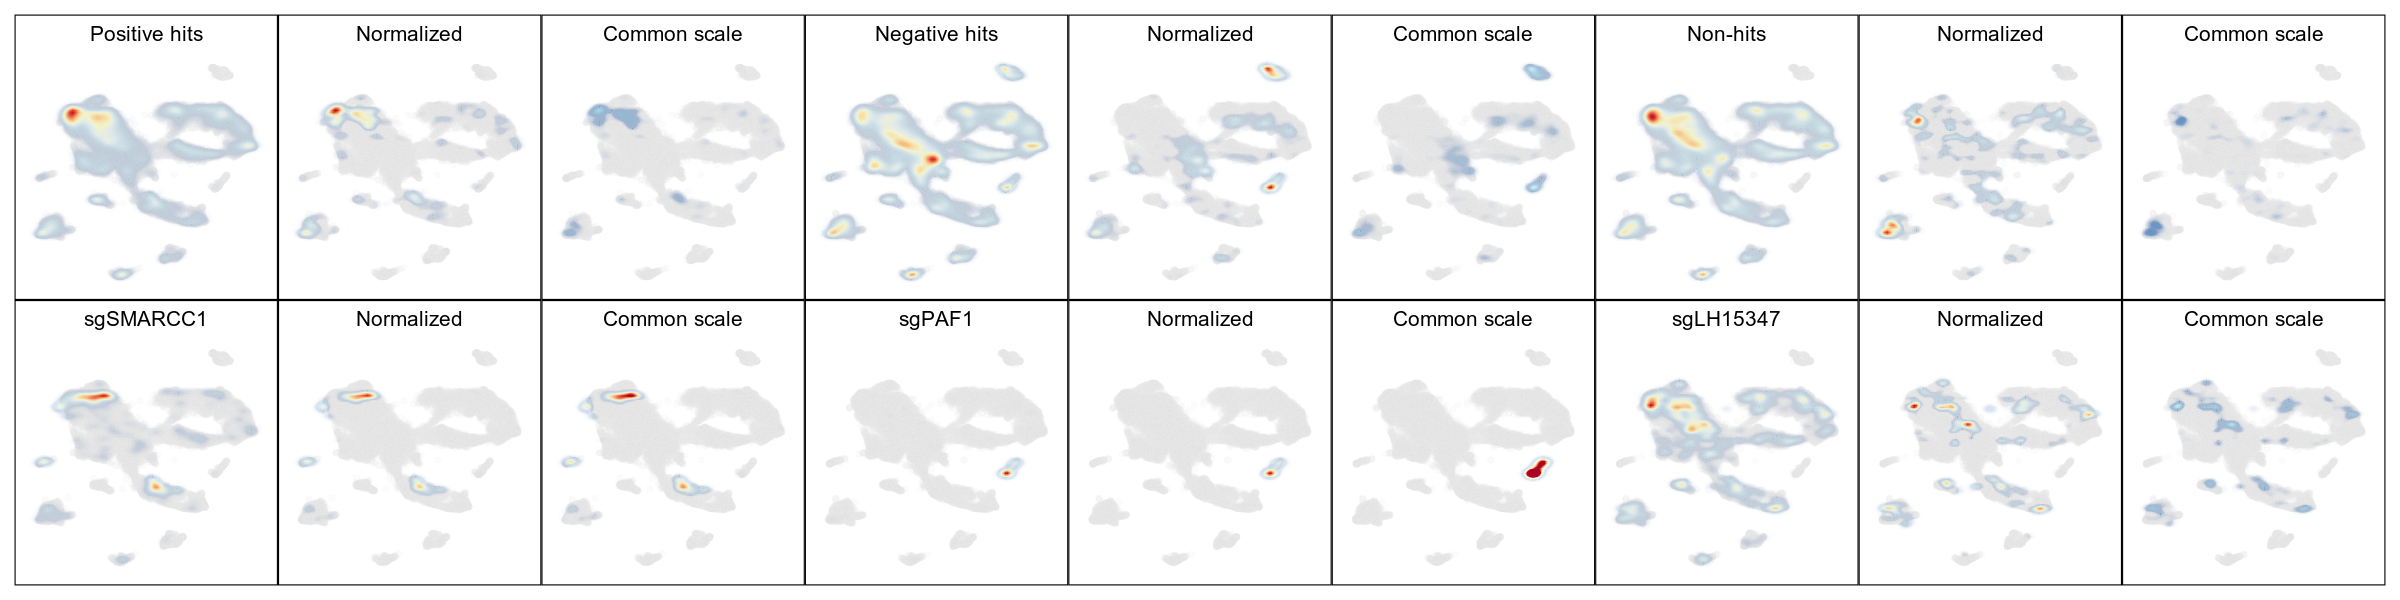 Positive hits
Normalized
Common scale
Negative hits
Normalized
Common scale
Non-hits
Normalized
Common scale
sgSMARCC1
Normalized
Common scale
sgPAF1
Normalized
Common scale
sgLH15347
Normalized
Common scale